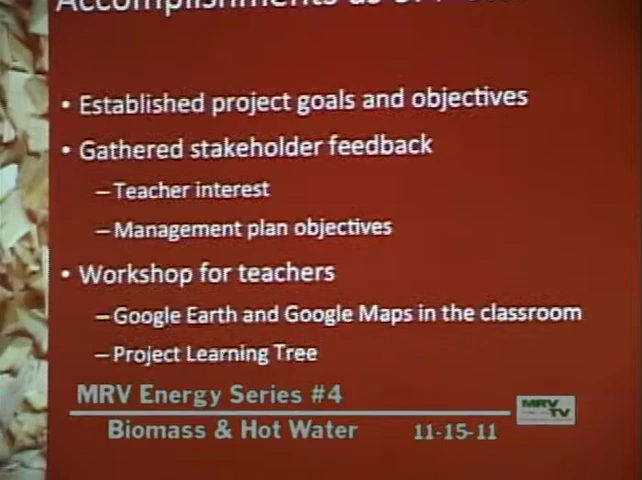 Accomplishments as
• Established project goals and objectives
• Gathered stakeholder feedback
– Teacher interest
– Management plan objectives
• Workshop for teachers
– Google Earth and Google Maps in the classroom
– Project Learning Tree
MRV Energy Series #4
MRV
TV
Biomass & Hot Water 11-15-11